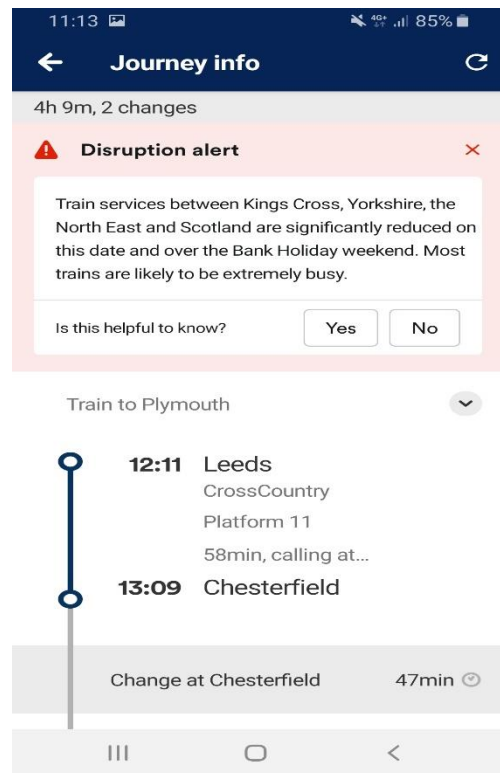 11:13 4G+ 85%
Journey info
4h 9m, 2 changes
Disruption alert
Train services between Kings Cross, Yorkshire, the
North East and Scotland are significantly reduced on
this date and over the Bank Holiday weekend. Most
trains are likely to be extremely busy.
Is this helpful to know? Yes No
Train to Plymouth
12:11 Leeds
CrossCountry
Platform 11
58min, calling at...
13:09 Chesterfield
Change at Chesterfield 47min